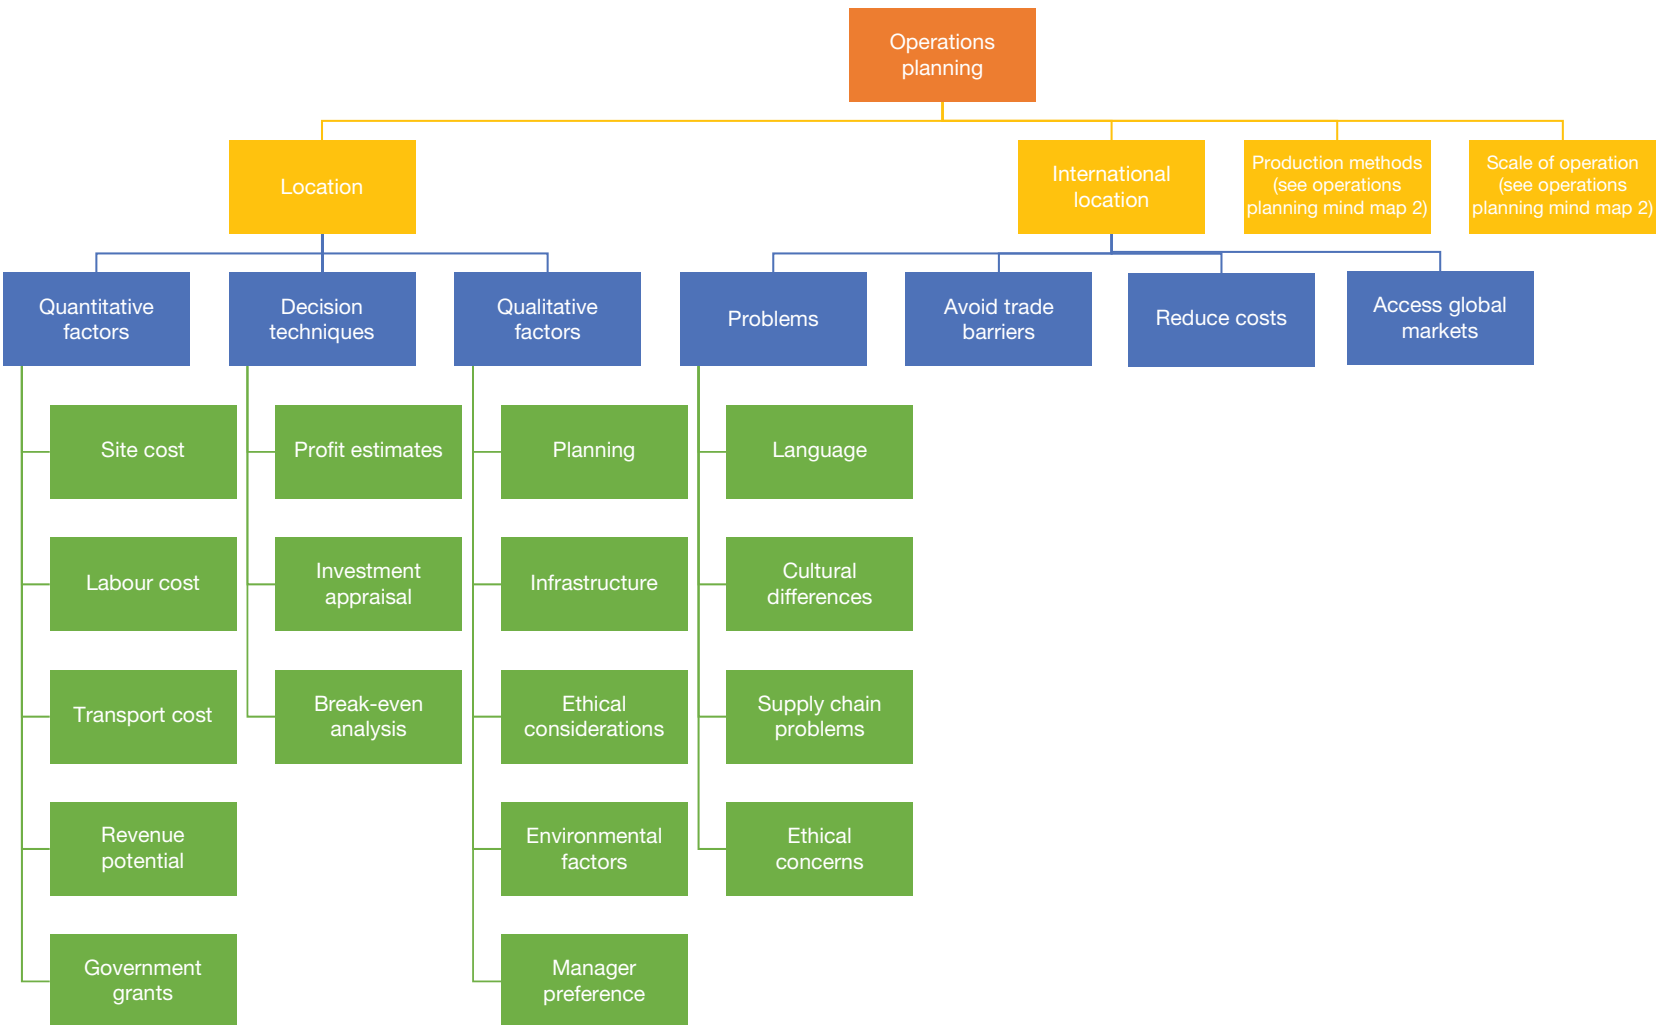 Operations
planning
Location
International
location
Production methods
(see operations
planning mind map 2)
Scale of operation
(see operations
planning mind map 2)
Quantitative
factors
Decision
techniques
Qualitative
factors
Problems
Avoid trade
barriers
Reduce costs
Access global
markets
Site cost
Profit estimates
Planning
Language
Labour cost
Investment
appraisal
Infrastructure
Cultural
differences
Transport cost
Break-even
analysis
Ethical
considerations
Supply chain
problems
Revenue
potential
Environmental
factors
Ethical
concerns
Government
grants
Manager
preference